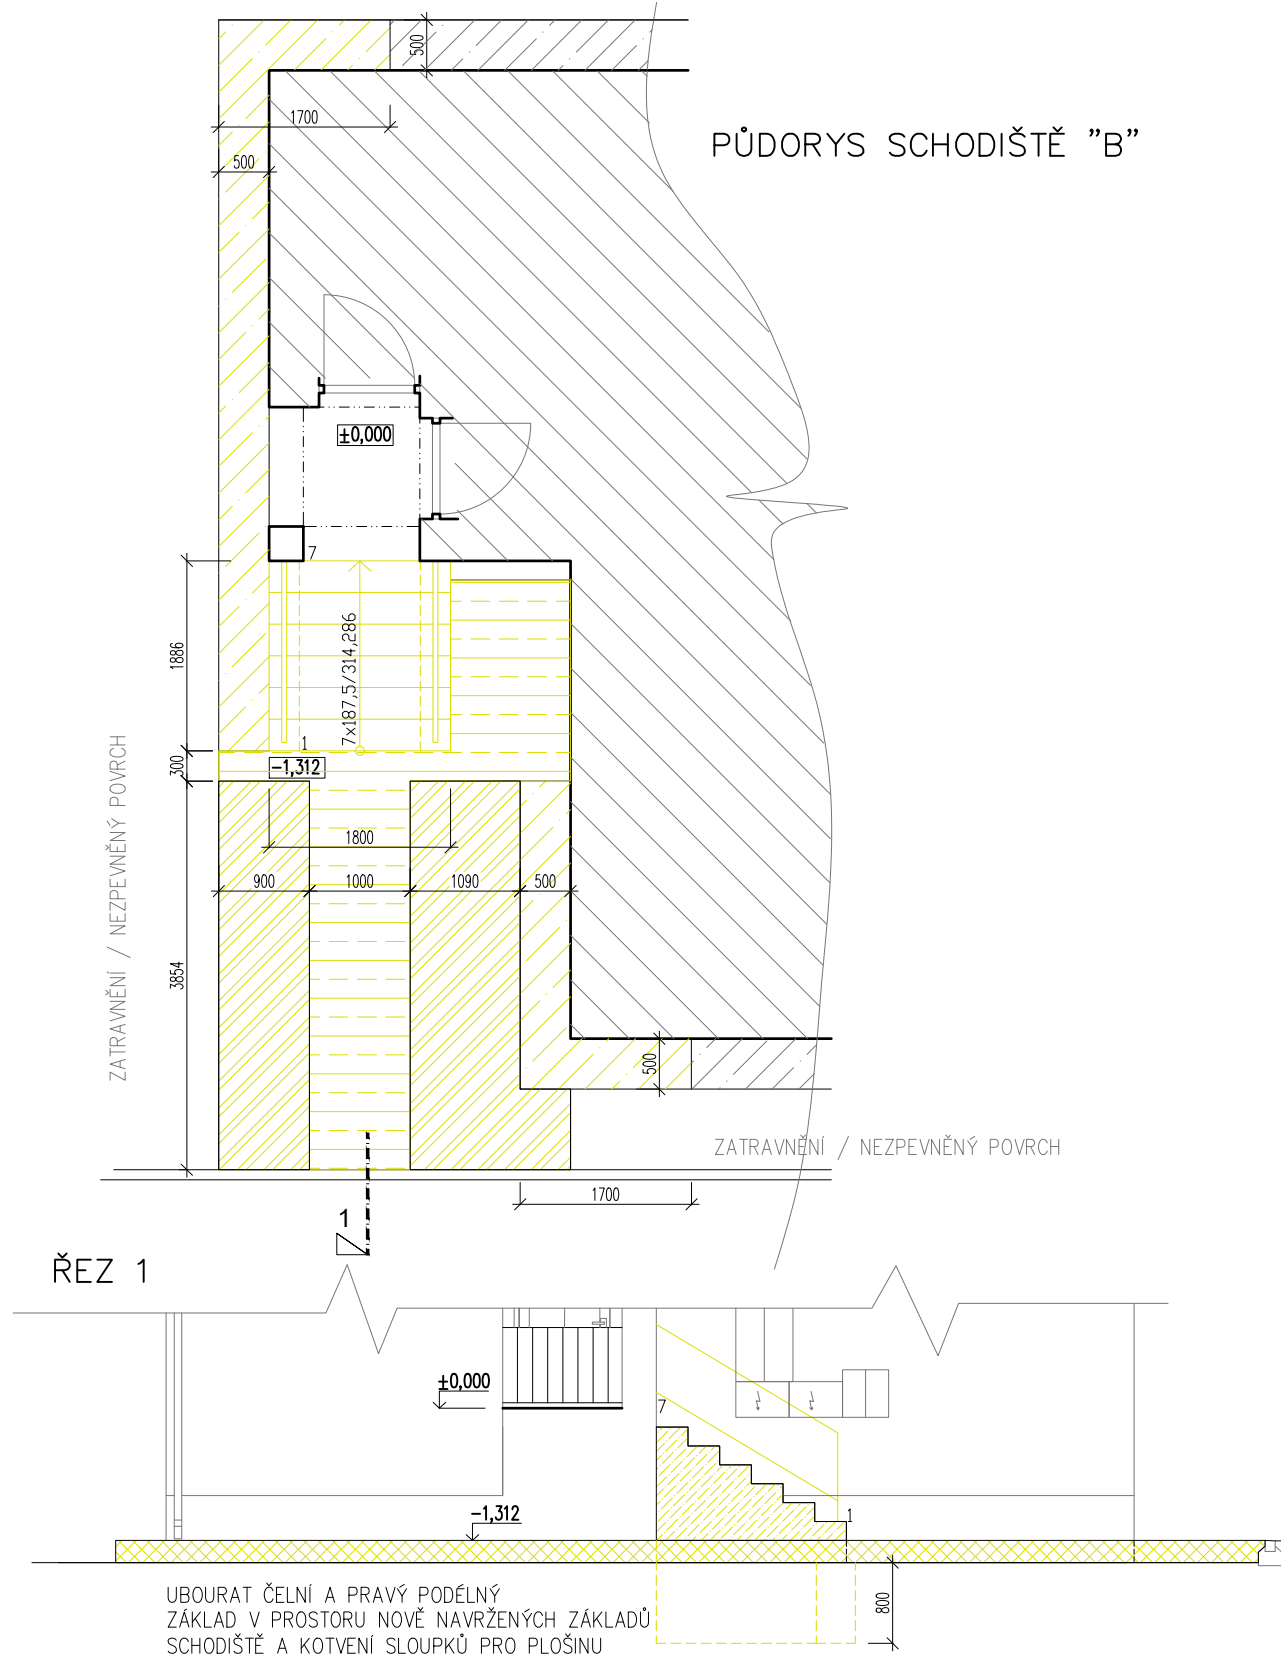 500
1700
PŮDORYS SCHODIŠTĚ ”B”
500
±0,000
7
1886
7x187,5/314,286
1
300
-1,312
ZATRAVNĚNÍ / NEZPEVNĚNÝ POVRCH
1800
900
1000
1090
500
3854
500
ZATRAVNĚNÍ / NEZPEVNĚNÝ POVRCH
1700
1
ŘEZ 1
±0,000
7
-1,312
1
800
UBOURAT ČELNÍ A PRAVÝ PODÉLNÝ
ZÁKLAD V PROSTORU NOVĚ NAVRŽENÝCH ZÁKLADŮ
SCHODIŠTĚ A KOTVENÍ SLOUPKŮ PRO PLOŠINU